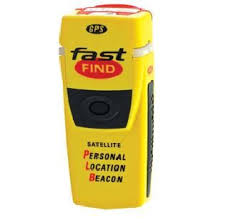 GPS
fast
FIND
SATELLITE
PERSONAL
LOCATION
BEACON